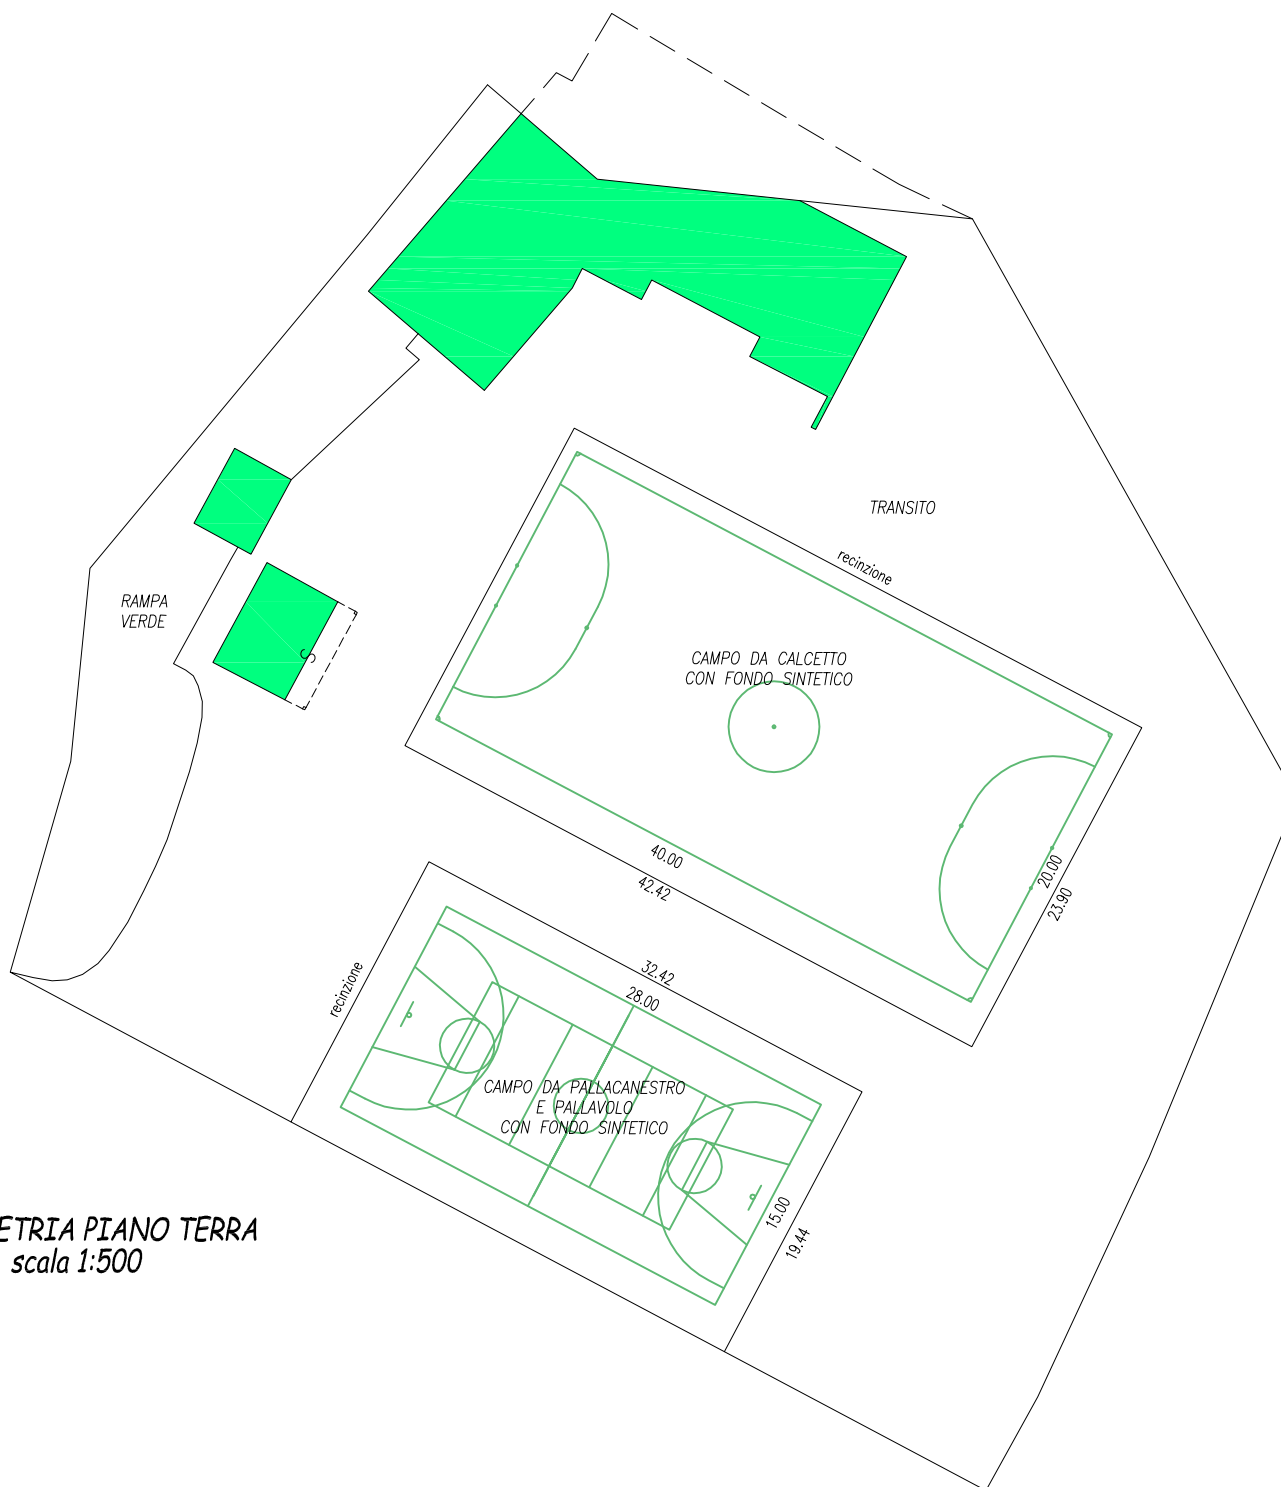 TRANSITO
recinzione
RAMPA
VERDE
S
CAMPO DA CALCETTO
CON FONDO SINTETICO
40.00
42.42
20.00
23.90
recinzione
32.42
28.00
CAMPO DA PALLACANESTRO
E PALLAVOLO
CON FONDO SINTETICO
15.00
19.44
ETRIA PIANO TERRA
scala 1:500